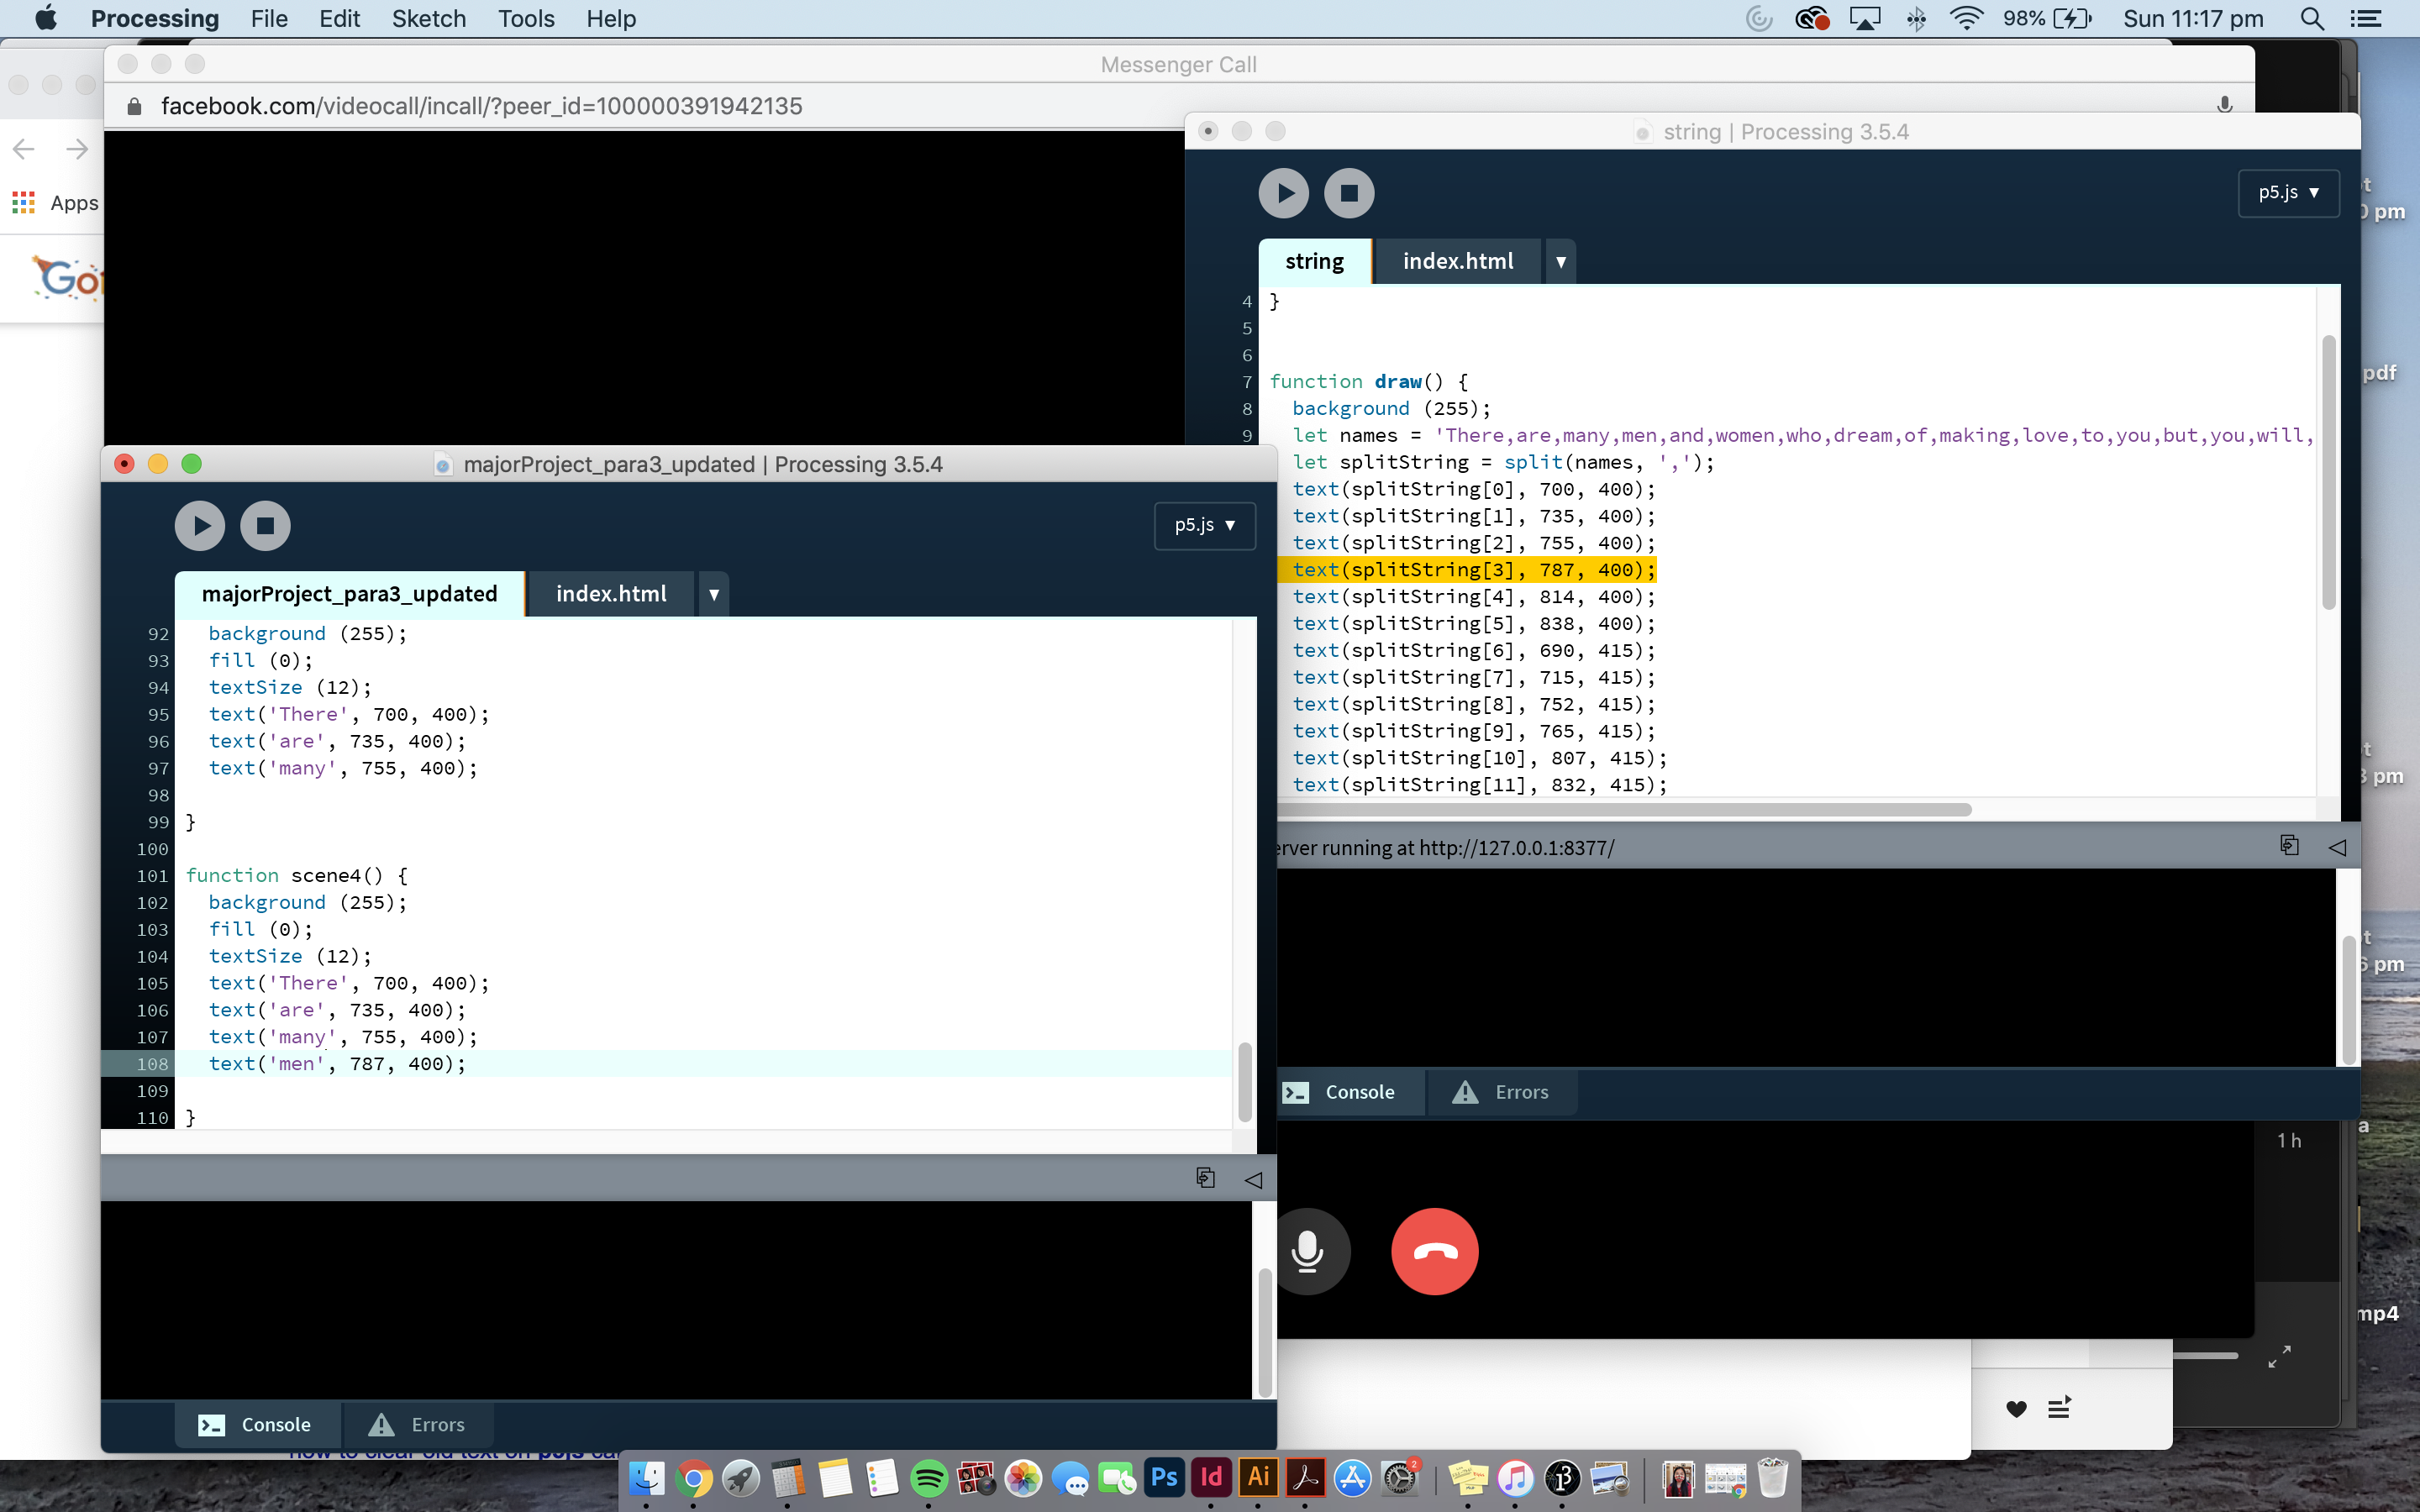 Processing File Edit Sketch Tools Help 98% Sun 11:17 pm
Messenger Call
facebook.com/videocall/incall/?peer_id=100000391942135
Apps
string | Processing 3.5.4
p5.js ▼
string index.html ▼
4 }
5
6
7 function draw() {
8 background (255);
9 let names = 'There,are,many,men,and,women,who,dream,of,making,love,to,you,but,you,will,
let splitString = split(names, ',');
text(splitString[0], 700, 400);
text(splitString[1], 735, 400);
text(splitString[2], 755, 400);
text(splitString[3], 787, 400);
text(splitString[4], 814, 400);
text(splitString[5], 838, 400);
text(splitString[6], 690, 415);
text(splitString[7], 715, 415);
text(splitString[8], 752, 415);
text(splitString[9], 765, 415);
text(splitString[10], 807, 415);
text(splitString[11], 832, 415);
erver running at http://127.0.0.1:8377/
Console Errors
majorProject_para3_updated | Processing 3.5.4
p5.js ▼
majorProject_para3_updated index.html ▼
92 background (255);
93 fill (0);
94 textSize (12);
95 text('There', 700, 400);
96 text('are', 735, 400);
97 text('many', 755, 400);
98
99 }
100
101 function scene4() {
102 background (255);
103 fill (0);
104 textSize (12);
105 text('There', 700, 400);
106 text('are', 735, 400);
107 text('many', 755, 400);
108 text('men', 787, 400);
109
110 }
Console Errors
pm
pdf
pm
pm
1 h
mp4
Ps Id Ai
2